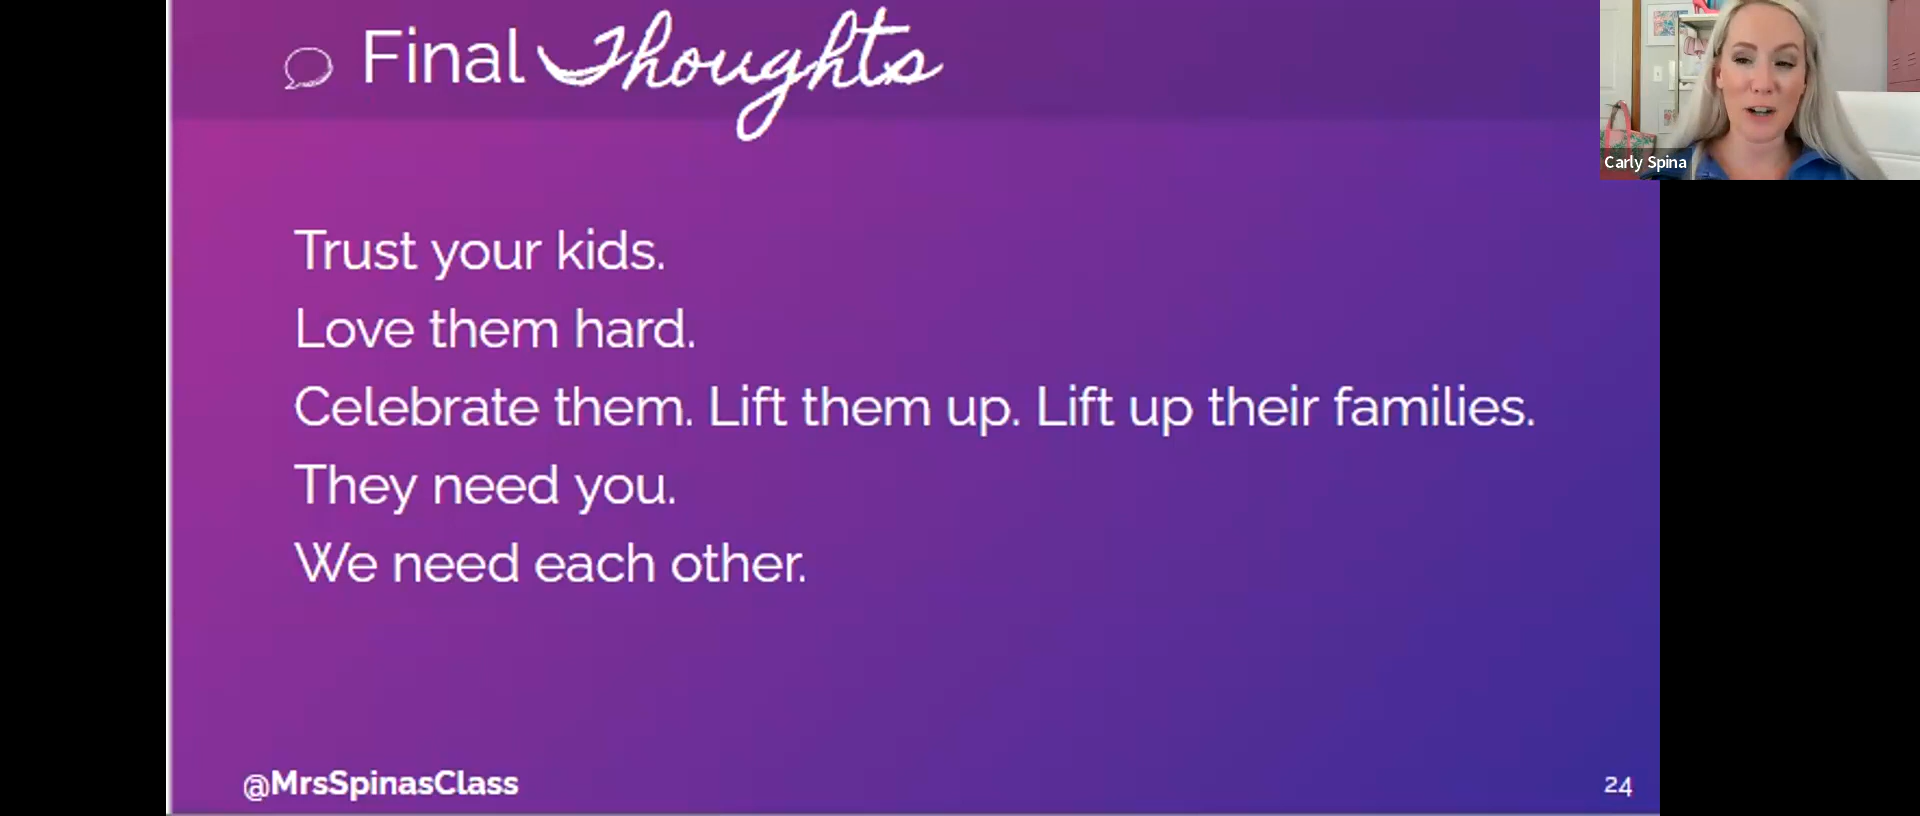 Final Thoughts
Carly Spina
Trust your kids.
Love them hard.
Celebrate them. Lift them up. Lift up their families.
They need you.
We need each other.
@MrsSpinasClass
24